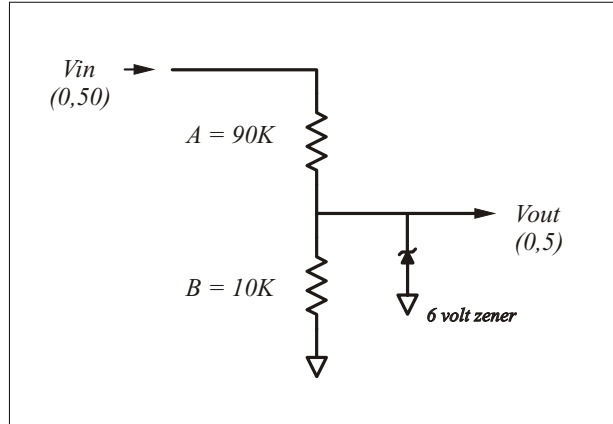 Vin
(0,50)
A = 90K
Vout
(0,5)
B = 10K
6 volt zener